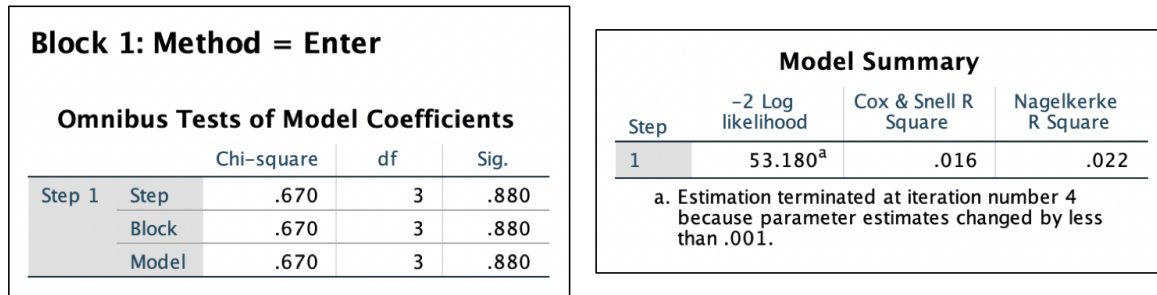 Block 1: Method = Enter
Omnibus Tests of Model Coefficients
Chi-square df Sig.
Step 1 Step .670 3 .880
Block .670 3 .880
Model .670 3 .880
Model Summary
Step -2 Log likelihood Cox & Snell R Square Nagelkerke R Square
1 53.180a .016 .022
a. Estimation terminated at iteration number 4
because parameter estimates changed by less
than .001.